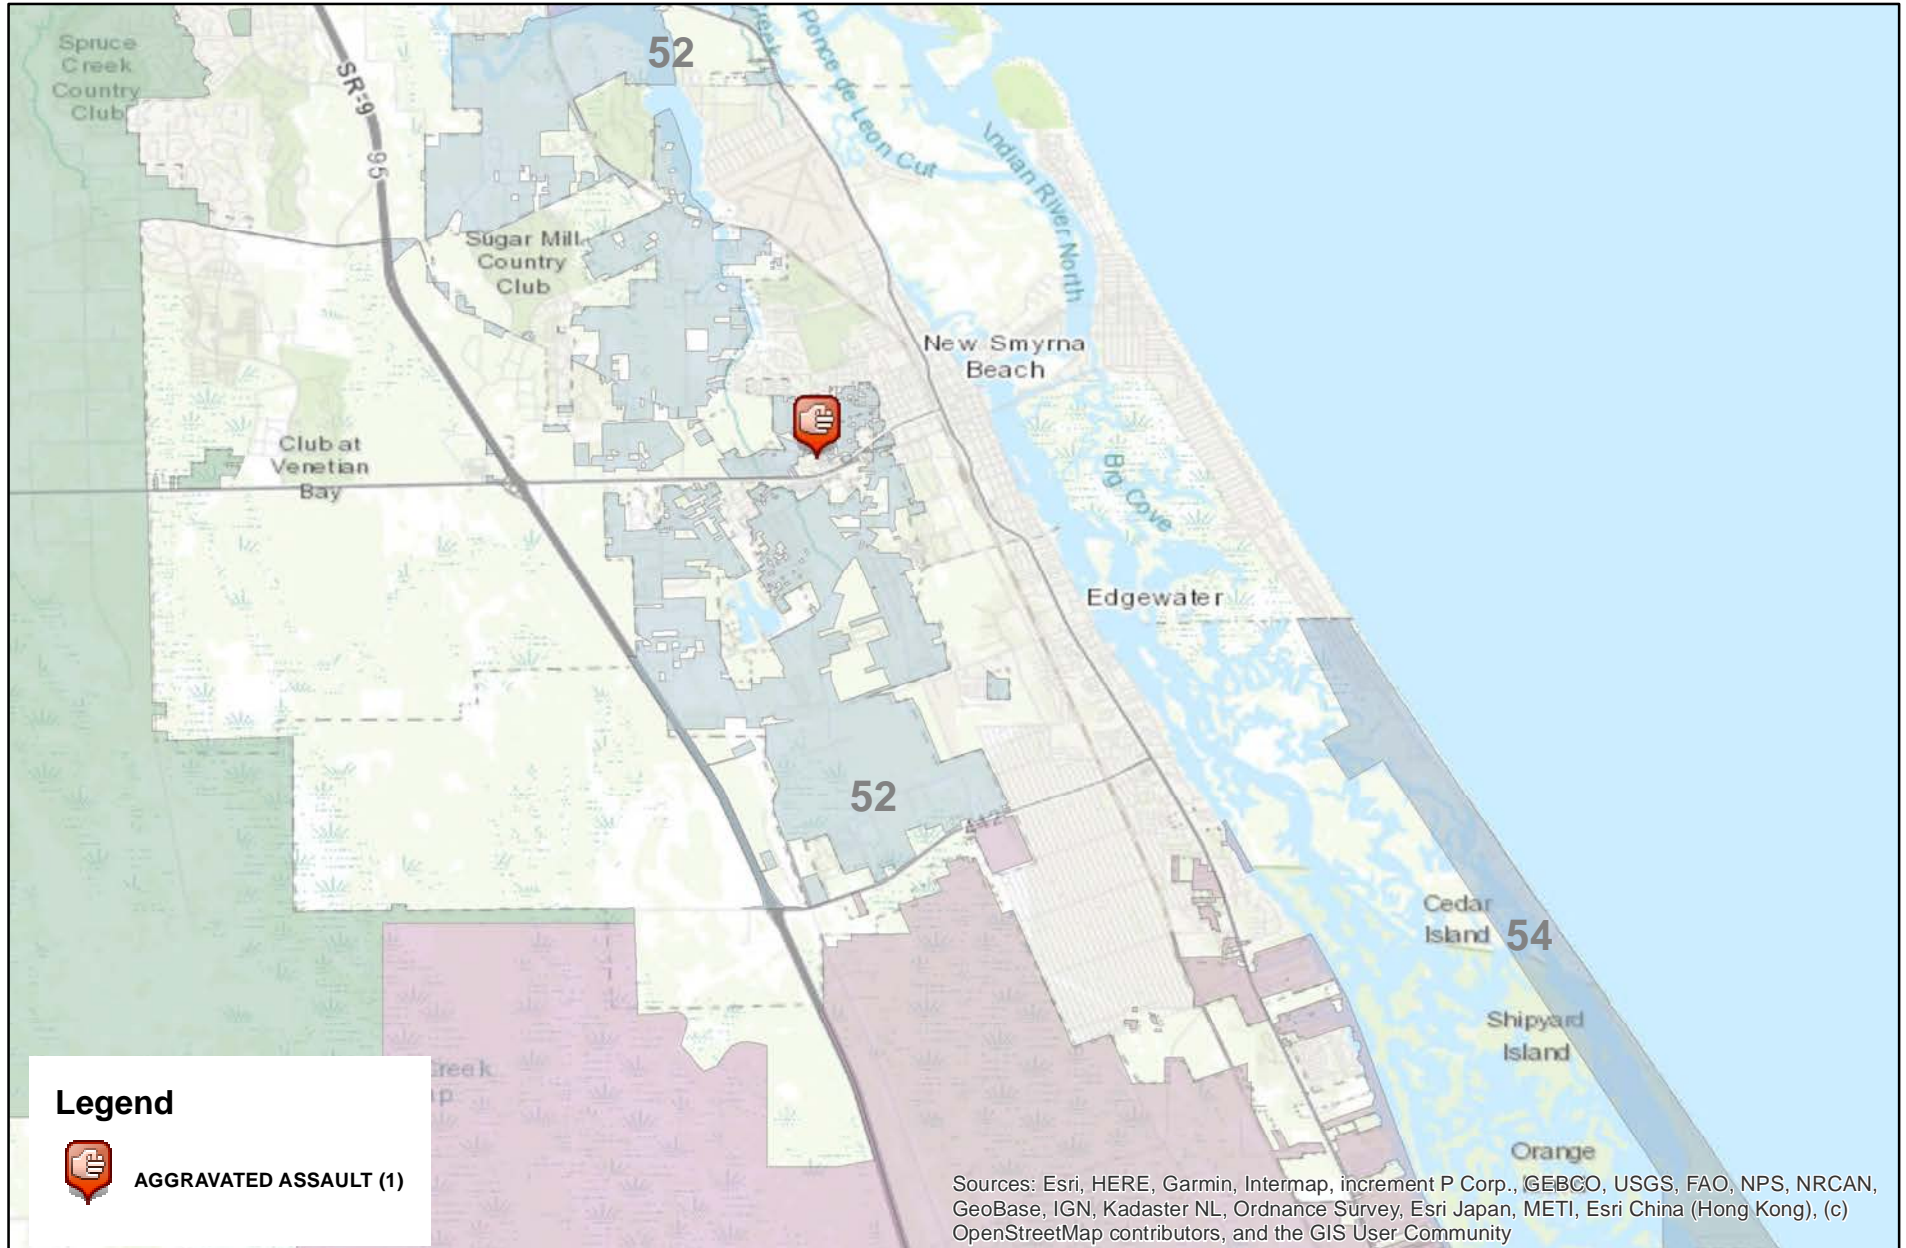 Spruce
Creek
Country
Club
SR-9
95
52
Ponce de Leon Cut
Indian River North
Sugar Mill
Country
Club
New Smyrna
Beach
Club at
Venetian
Bay
Big Cove
Edgewater
52
Cedar
Island
54
Shipyard
Island
Orange
Creek
Legend
AGGRAVATED ASSAULT (1)
Sources: Esri, HERE, Garmin, Intermap, increment P Corp., GEBCO, USGS, FAO, NPS, NRCAN,
GeoBase, IGN, Kadaster NL, Ordnance Survey, Esri Japan, METI, Esri China (Hong Kong), (c)
OpenStreetMap contributors, and the GIS User Community